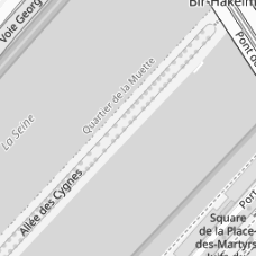 Bir-Hakeim
Voie Georg
Pont d
Quartier de la Muette
La Seine
Allée des Cygnes
Port
Square
de la Place-
des-Martyrs
Juifs du